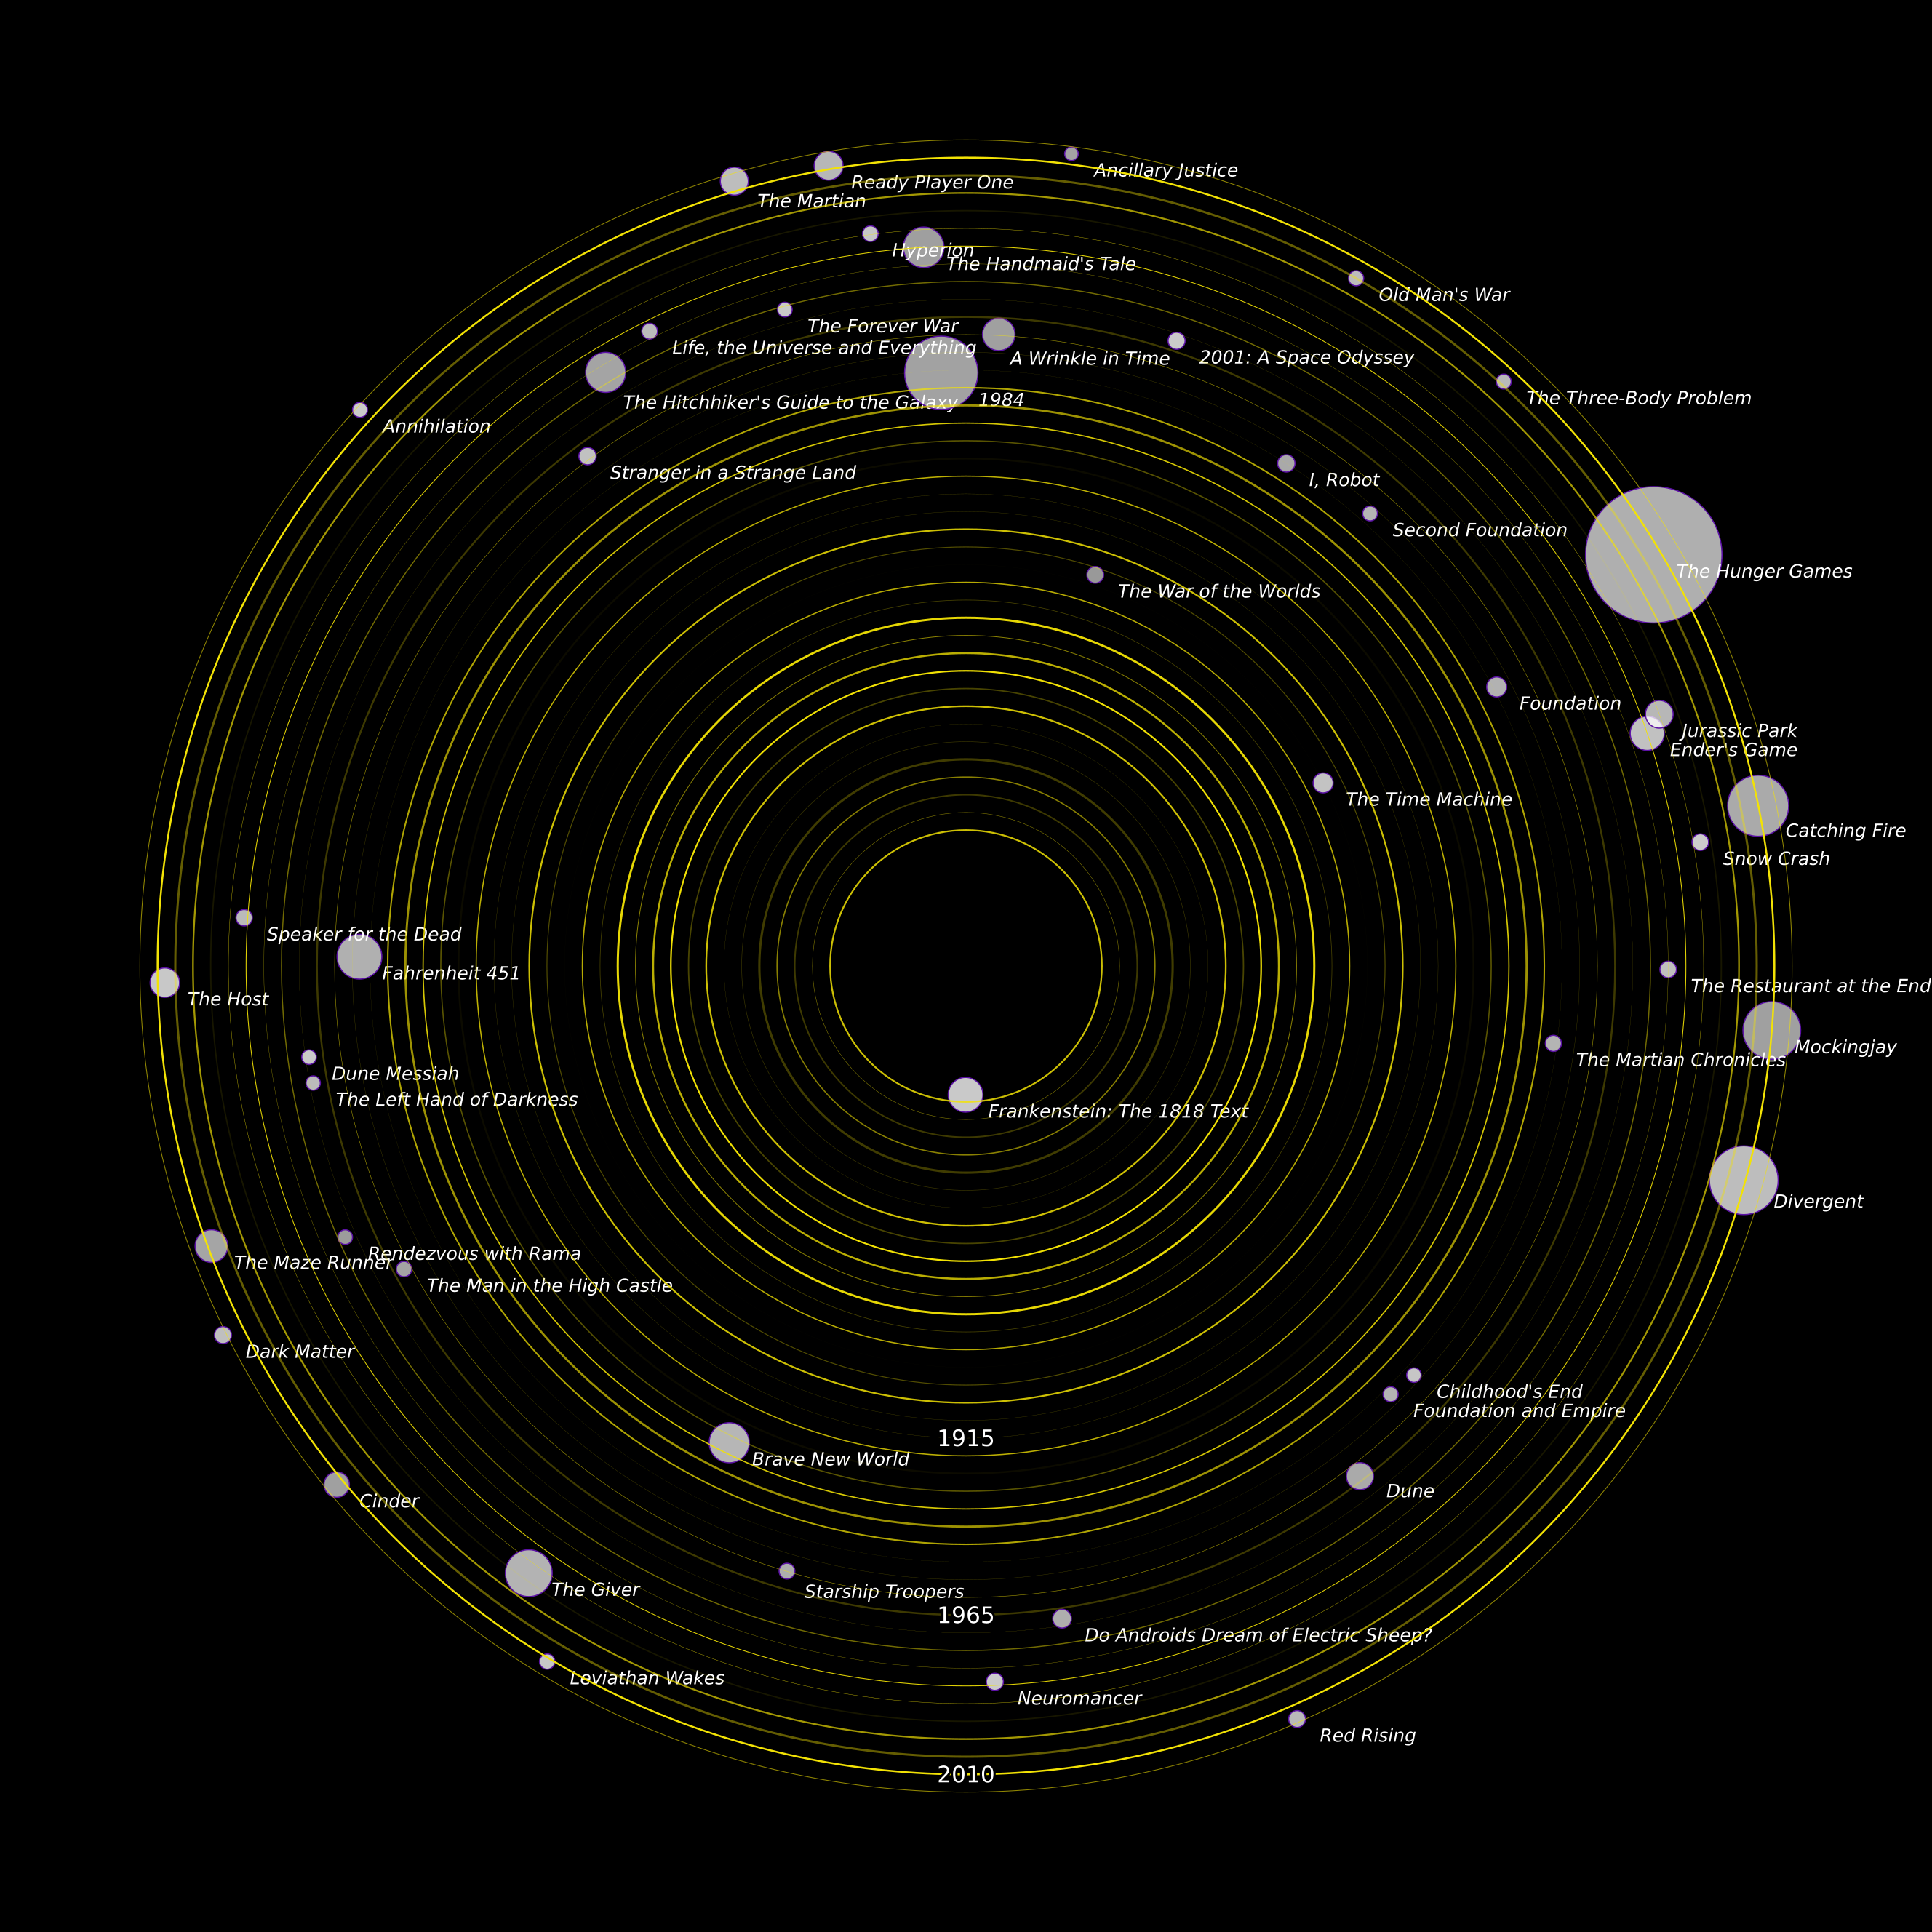 Ancillary Justice
Ready Player One
The Martian
Hyperion
The Handmaid's Tale
Old Man's War
The Forever War
Life, the Universe and Everything
A Wrinkle in Time
2001: A Space Odyssey
The Hitchhiker's Guide to the Galaxy
1984
The Three-Body Problem
Annihilation
Stranger in a Strange Land
I, Robot
Second Foundation
The Hunger Games
The War of the Worlds
Foundation
Jurassic Park
Ender's Game
The Time Machine
Catching Fire
Snow Crash
Speaker for the Dead
Fahrenheit 451
The Restaurant at the End
The Host
Mockingjay
The Martian Chronicles
Dune Messiah
The Left Hand of Darkness
Frankenstein: The 1818 Text
Divergent
Rendezvous with Rama
The Maze Runner
The Man in the High Castle
Dark Matter
Childhood's End
Foundation and Empire
1915
Brave New World
Dune
Cinder
The Giver
Starship Troopers
1965
Do Androids Dream of Electric Sheep?
Leviathan Wakes
Neuromancer
Red Rising
2010